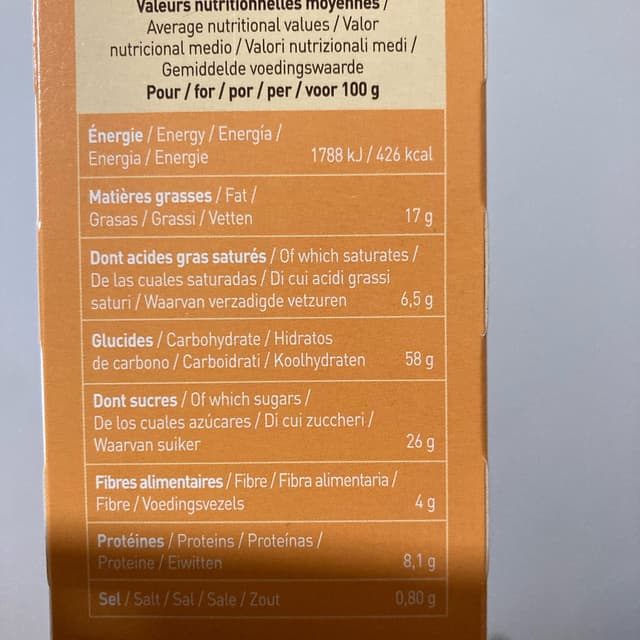 Valeurs nutritionnelles moyennes /
Average nutritional values / Valor
nutricional medio / Valori nutrizionali medi /
Gemiddelde voedingswaarde
Pour / for / por / per / voor 100 g
Énergie / Energy / Energía /
Energia / Energie 1788 kJ / 426 kcal
Matières grasses / Fat /
Grasas / Grassi / Vetten 17 g
Dont acides gras saturés / Of which saturates /
De las cuales saturadas / Di cui acidi grassi
saturi / Waarvan verzadigde vetzuren 6,5 g
Glucides / Carbohydrate / Hidratos
de carbono / Carboidrati / Koolhydraten 58 g
Dont sucres / Of which sugars /
De los cuales azúcares / Di cui zuccheri /
Waarvan suiker 26 g
Fibres alimentaires / Fibre / Fibra alimentaria /
Fibre / Voedingsvezels 4 g
Protéines / Proteins / Proteínas /
Proteine / Eiwitten 8,1 g
Sel / Salt / Sal / Sale / Zout 0,80 g